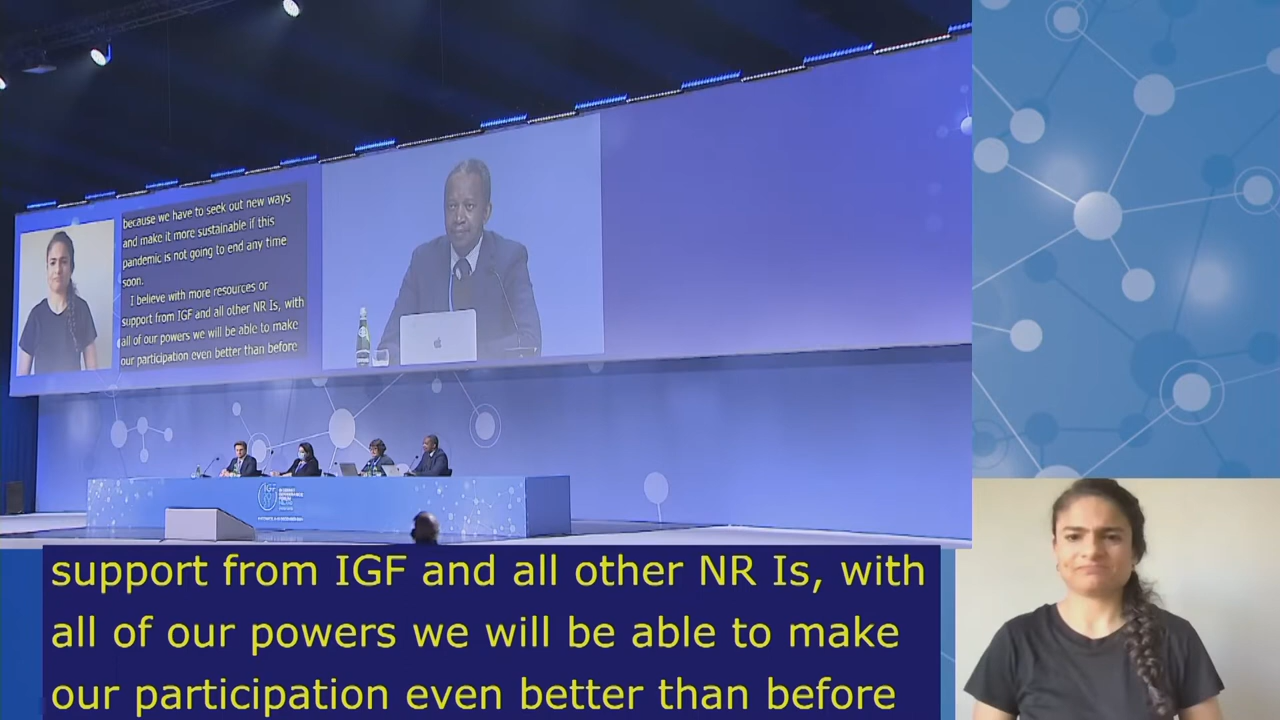 because we have to seek out new ways
and make it more sustainable if this
pandemic is not going to end any time
soon.
I believe with more resources or
support from IGF and all other NR Is, with
all of our powers we will be able to make
our participation even better than before
IGF
support from IGF and all other NR Is, with
all of our powers we will be able to make
our participation even better than before